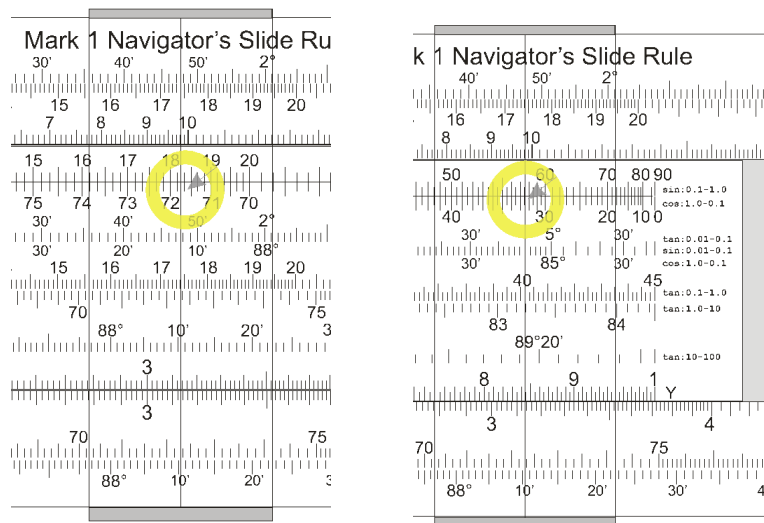 Mark 1 Navigator's Slide Ru
30' 40' 50' 2°
15 16 17 18 19 20
7 8 9 10
15 16 17 18 19 20
75 74 73 72 71 70
30' 40' 50' 2°
30' 20' 10' 88°
15 16 17 18 19 20
70 75
88° 10' 20' 3
3
3
70 75
88° 10' 20' 3
k 1 Navigator's Slide Rule
40' 50' 2°
16 17 18 19 20
8 9 10
50 60 70 80 90
sin:0.1-1.0
cos:1.0-0.1
40 30 20 10 0
30' 5° 30'
tan:0.01-0.1
sin:0.01-0.1
30' 85° 30'
cos:1.0-0.1
40 45
tan:0.1-1.0
tan:1.0-10
83 84
89°20'
tan:10-100
8 9 1
Y
3 4
70 75
88° 10' 20' 30' 4